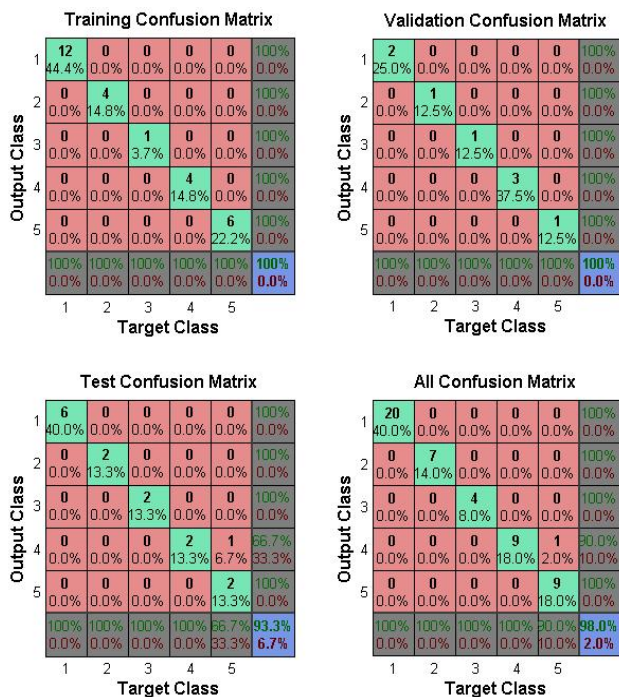 Training Confusion Matrix
Output Class
1 12 0 0 0 0 100%
44.4% 0.0% 0.0% 0.0% 0.0% 0.0%
2 0 4 0 0 0 100%
0.0% 14.8% 0.0% 0.0% 0.0% 0.0%
3 0 0 1 0 0 100%
0.0% 0.0% 3.7% 0.0% 0.0% 0.0%
4 0 0 0 4 0 100%
0.0% 0.0% 0.0% 14.8% 0.0% 0.0%
5 0 0 0 0 6 100%
0.0% 0.0% 0.0% 0.0% 22.2% 0.0%
100% 100% 100% 100% 100% 100%
0.0% 0.0% 0.0% 0.0% 0.0% 0.0%
1 2 3 4 5
Target Class
Validation Confusion Matrix
Output Class
1 2 0 0 0 0 100%
25.0% 0.0% 0.0% 0.0% 0.0% 0.0%
2 0 1 0 0 0 100%
0.0% 12.5% 0.0% 0.0% 0.0% 0.0%
3 0 0 1 0 0 100%
0.0% 0.0% 12.5% 0.0% 0.0% 0.0%
4 0 0 0 3 0 100%
0.0% 0.0% 0.0% 37.5% 0.0% 0.0%
5 0 0 0 0 1 100%
0.0% 0.0% 0.0% 0.0% 12.5% 0.0%
100% 100% 100% 100% 100% 100%
0.0% 0.0% 0.0% 0.0% 0.0% 0.0%
1 2 3 4 5
Target Class
Test Confusion Matrix
Output Class
1 6 0 0 0 0 100%
40.0% 0.0% 0.0% 0.0% 0.0% 0.0%
2 0 2 0 0 0 100%
0.0% 13.3% 0.0% 0.0% 0.0% 0.0%
3 0 0 2 0 0 100%
0.0% 0.0% 13.3% 0.0% 0.0% 0.0%
4 0 0 0 2 1 66.7%
0.0% 0.0% 0.0% 13.3% 6.7% 33.3%
5 0 0 0 0 2 100%
0.0% 0.0% 0.0% 0.0% 13.3% 0.0%
100% 100% 100% 100% 66.7% 93.3%
0.0% 0.0% 0.0% 0.0% 33.3% 6.7%
1 2 3 4 5
Target Class
All Confusion Matrix
Output Class
1 20 0 0 0 0 100%
40.0% 0.0% 0.0% 0.0% 0.0% 0.0%
2 0 7 0 0 0 100%
0.0% 14.0% 0.0% 0.0% 0.0% 0.0%
3 0 0 4 0 0 100%
0.0% 0.0% 8.0% 0.0% 0.0% 0.0%
4 0 0 0 9 1 90.0%
0.0% 0.0% 0.0% 18.0% 2.0% 10.0%
5 0 0 0 0 9 100%
0.0% 0.0% 0.0% 0.0% 18.0% 0.0%
100% 100% 100% 100% 90.0% 98.0%
0.0% 0.0% 0.0% 0.0% 10.0% 2.0%
1 2 3 4 5
Target Class